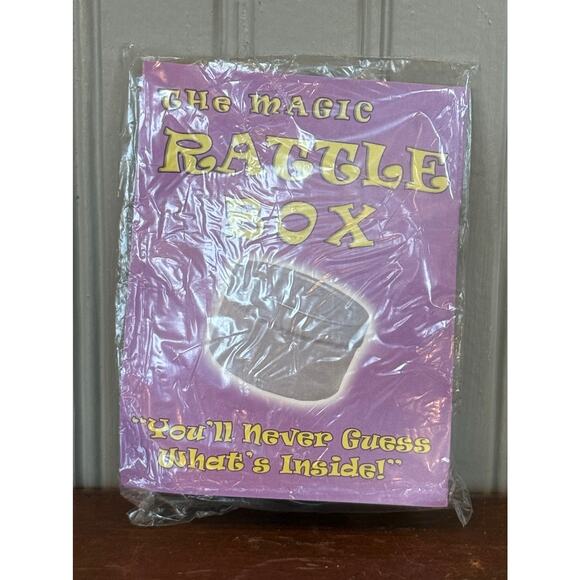 THE MAGIC
RATTLE
BOX
"You'll Never Guess
What's Inside!"